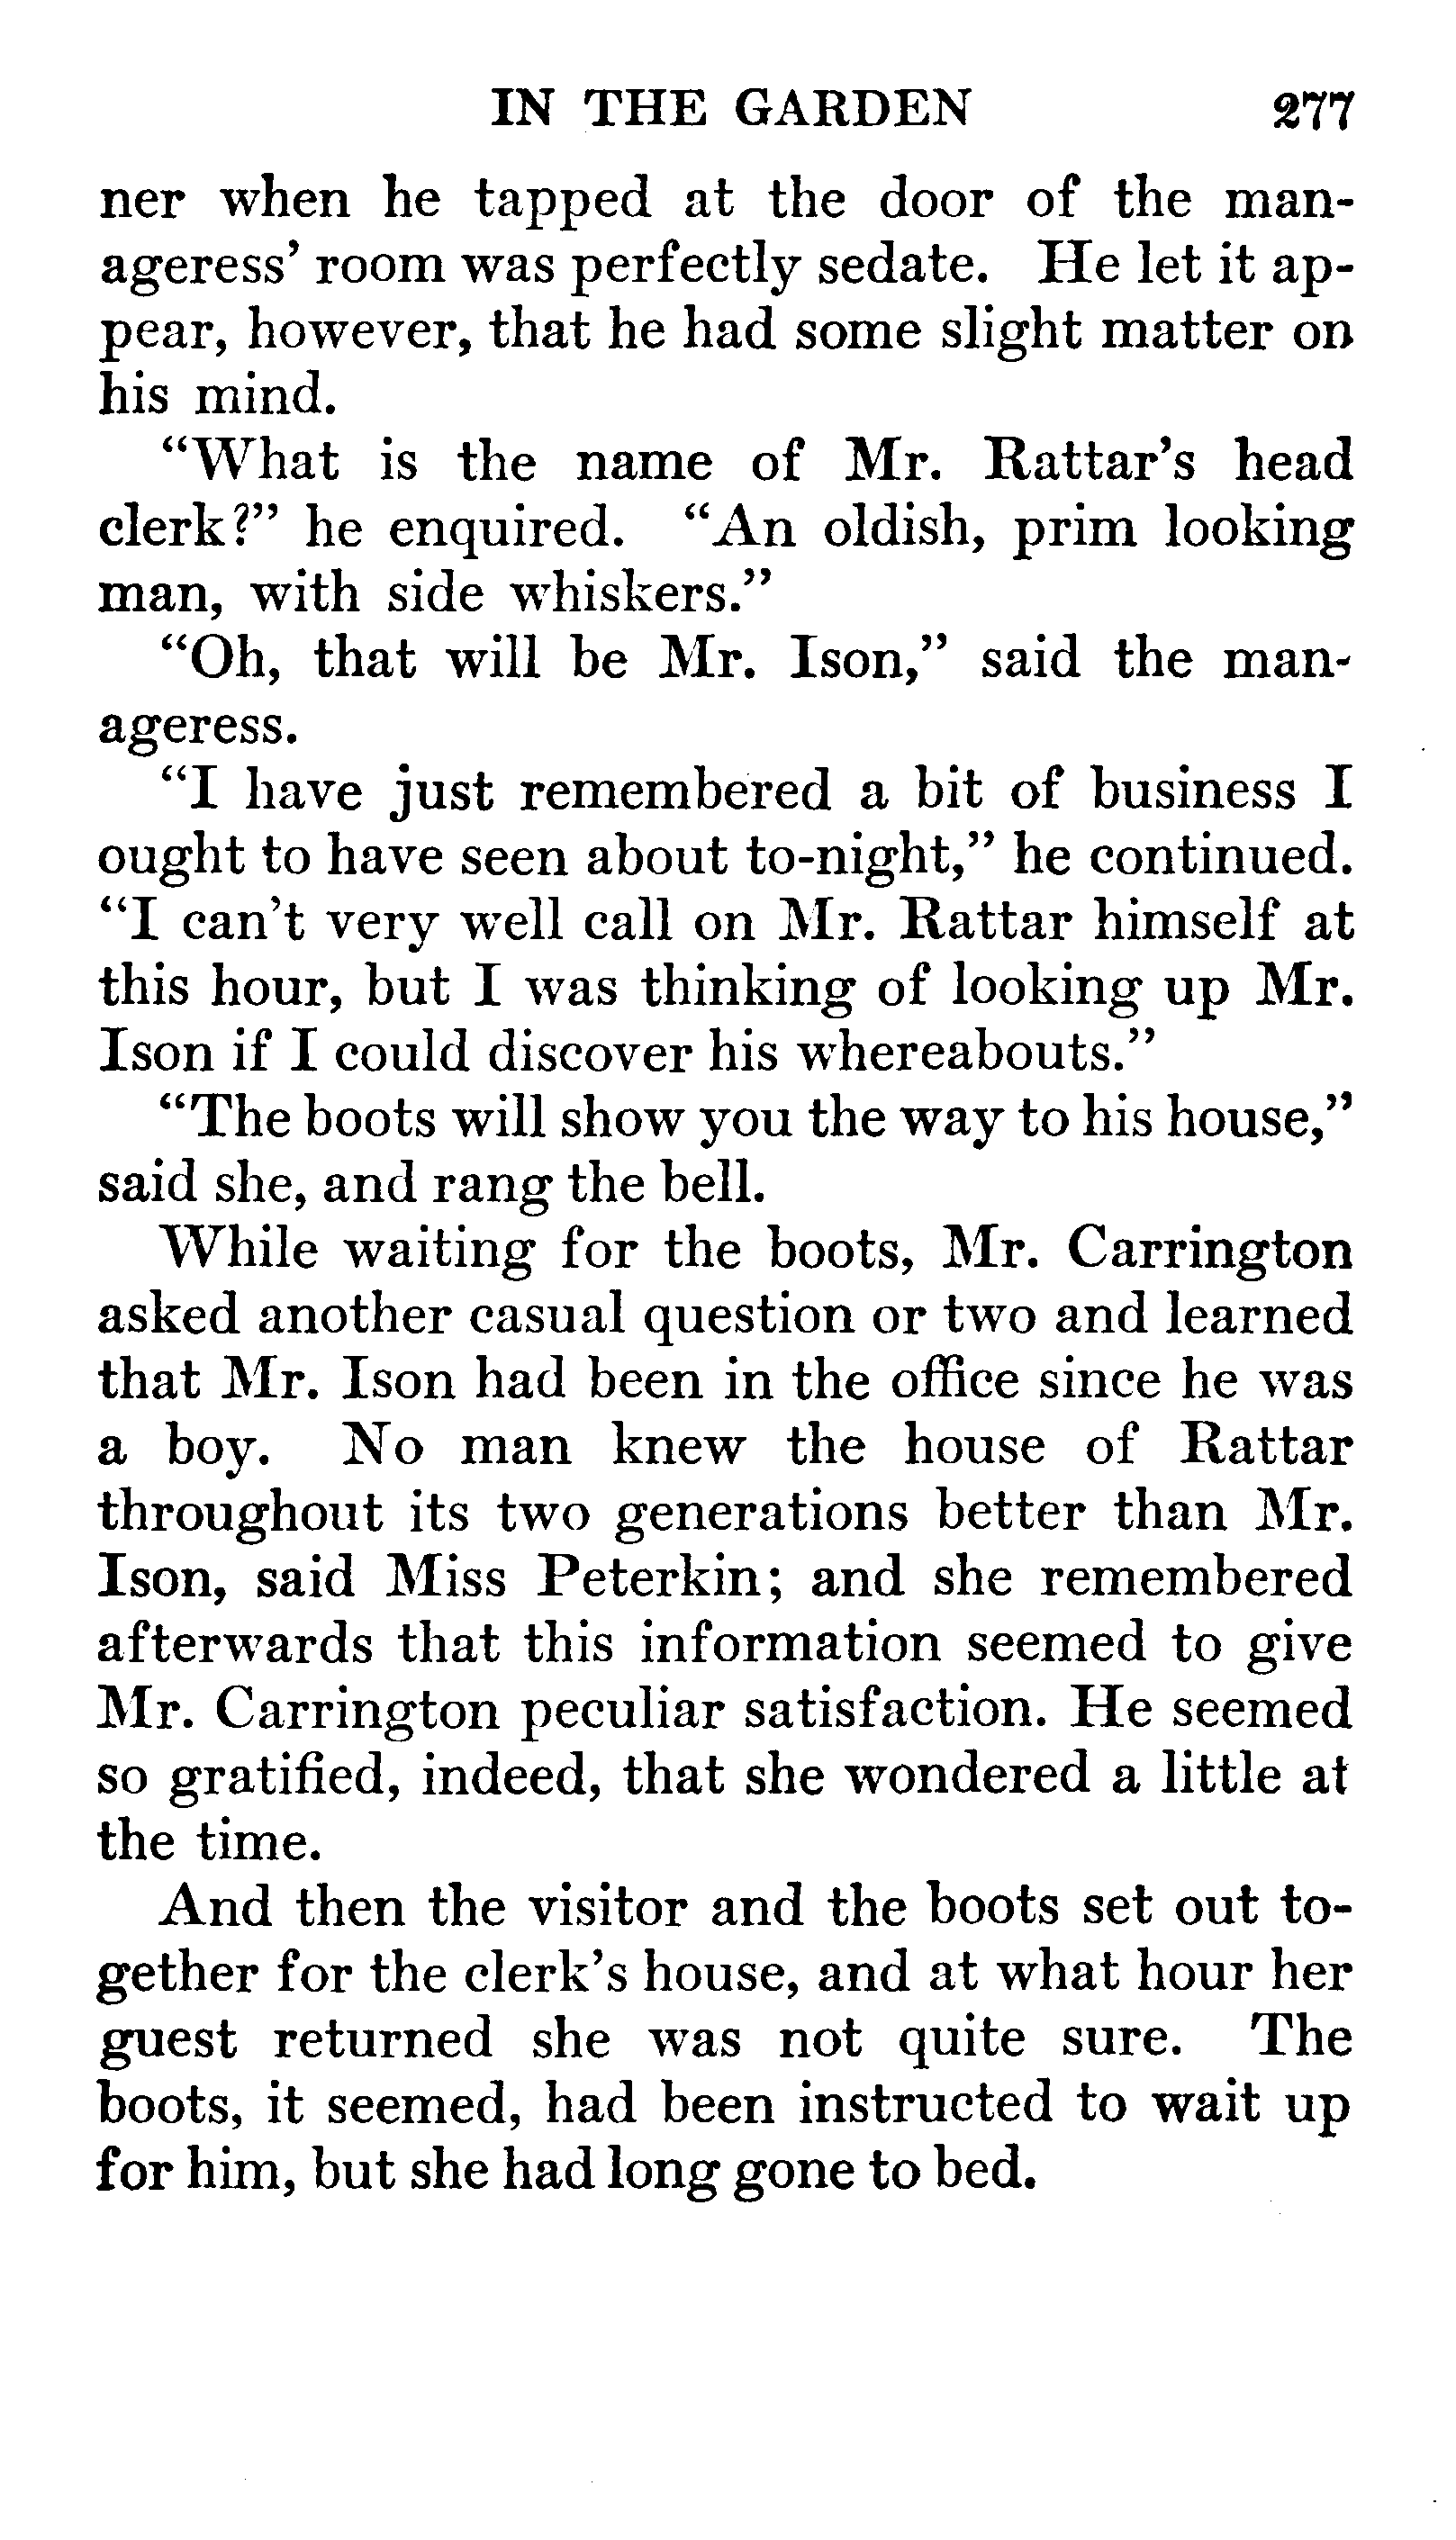 IN THE GARDEN 277
ner when he tapped at the door of the man-
ageress' room was perfectly sedate. He let it ap-
pear, however, that he had some slight matter on
his mind.
"What is the name of Mr. Rattar's head
clerk?" he enquired. "An oldish, prim looking
man, with side whiskers."
"Oh, that will be Mr. Ison," said the man-
ageress.
"I have just remembered a bit of business I
ought to have seen about to-night," he continued.
"I can't very well call on Mr. Rattar himself at
this hour, but I was thinking of looking up Mr.
Ison if I could discover his whereabouts."
"The boots will show you the way to his house,"
said she, and rang the bell.
While waiting for the boots, Mr. Carrington
asked another casual question or two and learned
that Mr. Ison had been in the office since he was
a boy. No man knew the house of Rattar
throughout its two generations better than Mr.
Ison, said Miss Peterkin; and she remembered
afterwards that this information seemed to give
Mr. Carrington peculiar satisfaction. He seemed
so gratified, indeed, that she wondered a little at
the time.
And then the visitor and the boots set out to-
gether for the clerk's house, and at what hour her
guest returned she was not quite sure. The
boots, it seemed, had been instructed to wait up
for him, but she had long gone to bed.